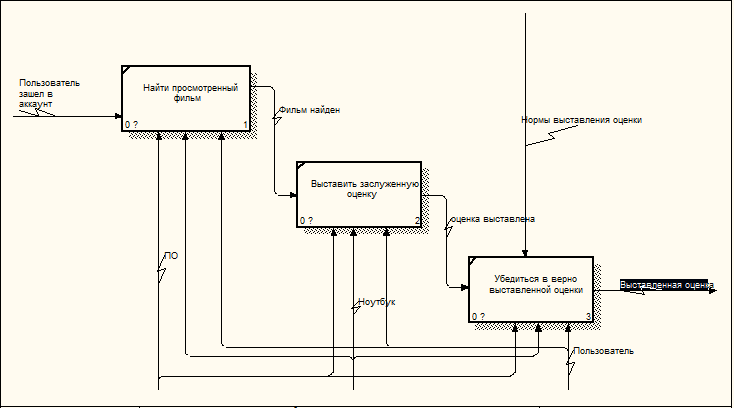 Пользователь
зашел в
аккаунт
Найти просмотренный
фильм
0 ?
1
Фильм найден
Нормы выставления оценки
Выставить заслуженную
оценку
0 ?
2
оценка выставлена
ПО
Убедиться в верно
выставленной оценки
0 ?
3
Выставленная оценка
Ноутбук
Пользователь